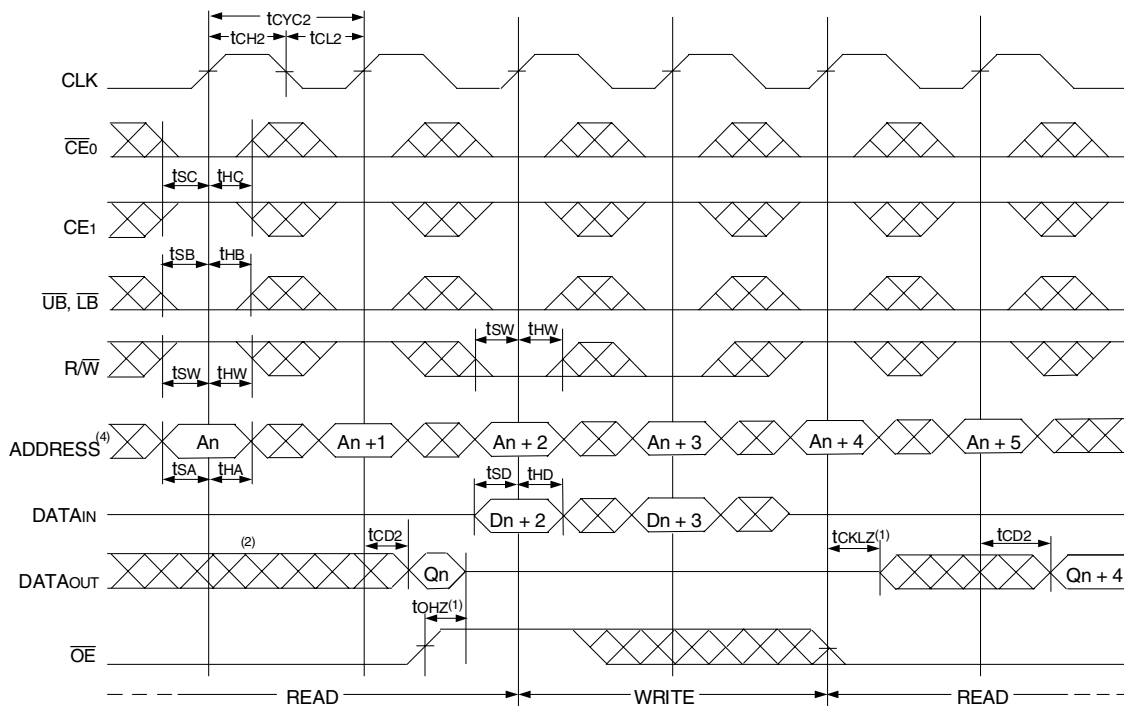 tCYC2
tCH2 tCL2
CLK
CE0
tSC tHC
CE1
tSB tHB
UB, LB
tSW tHW
R/W
tSW tHW
ADDRESS(4) An An +1 An + 2 An + 3 An + 4 An + 5
tSA tHA
tSD tHD
DATAIN Dn + 2 Dn + 3
tCD2 tCKLZ(1) tCD2
(2)
DATAOUT Qn Qn + 4
tOHZ(1)
OE
READ WRITE READ